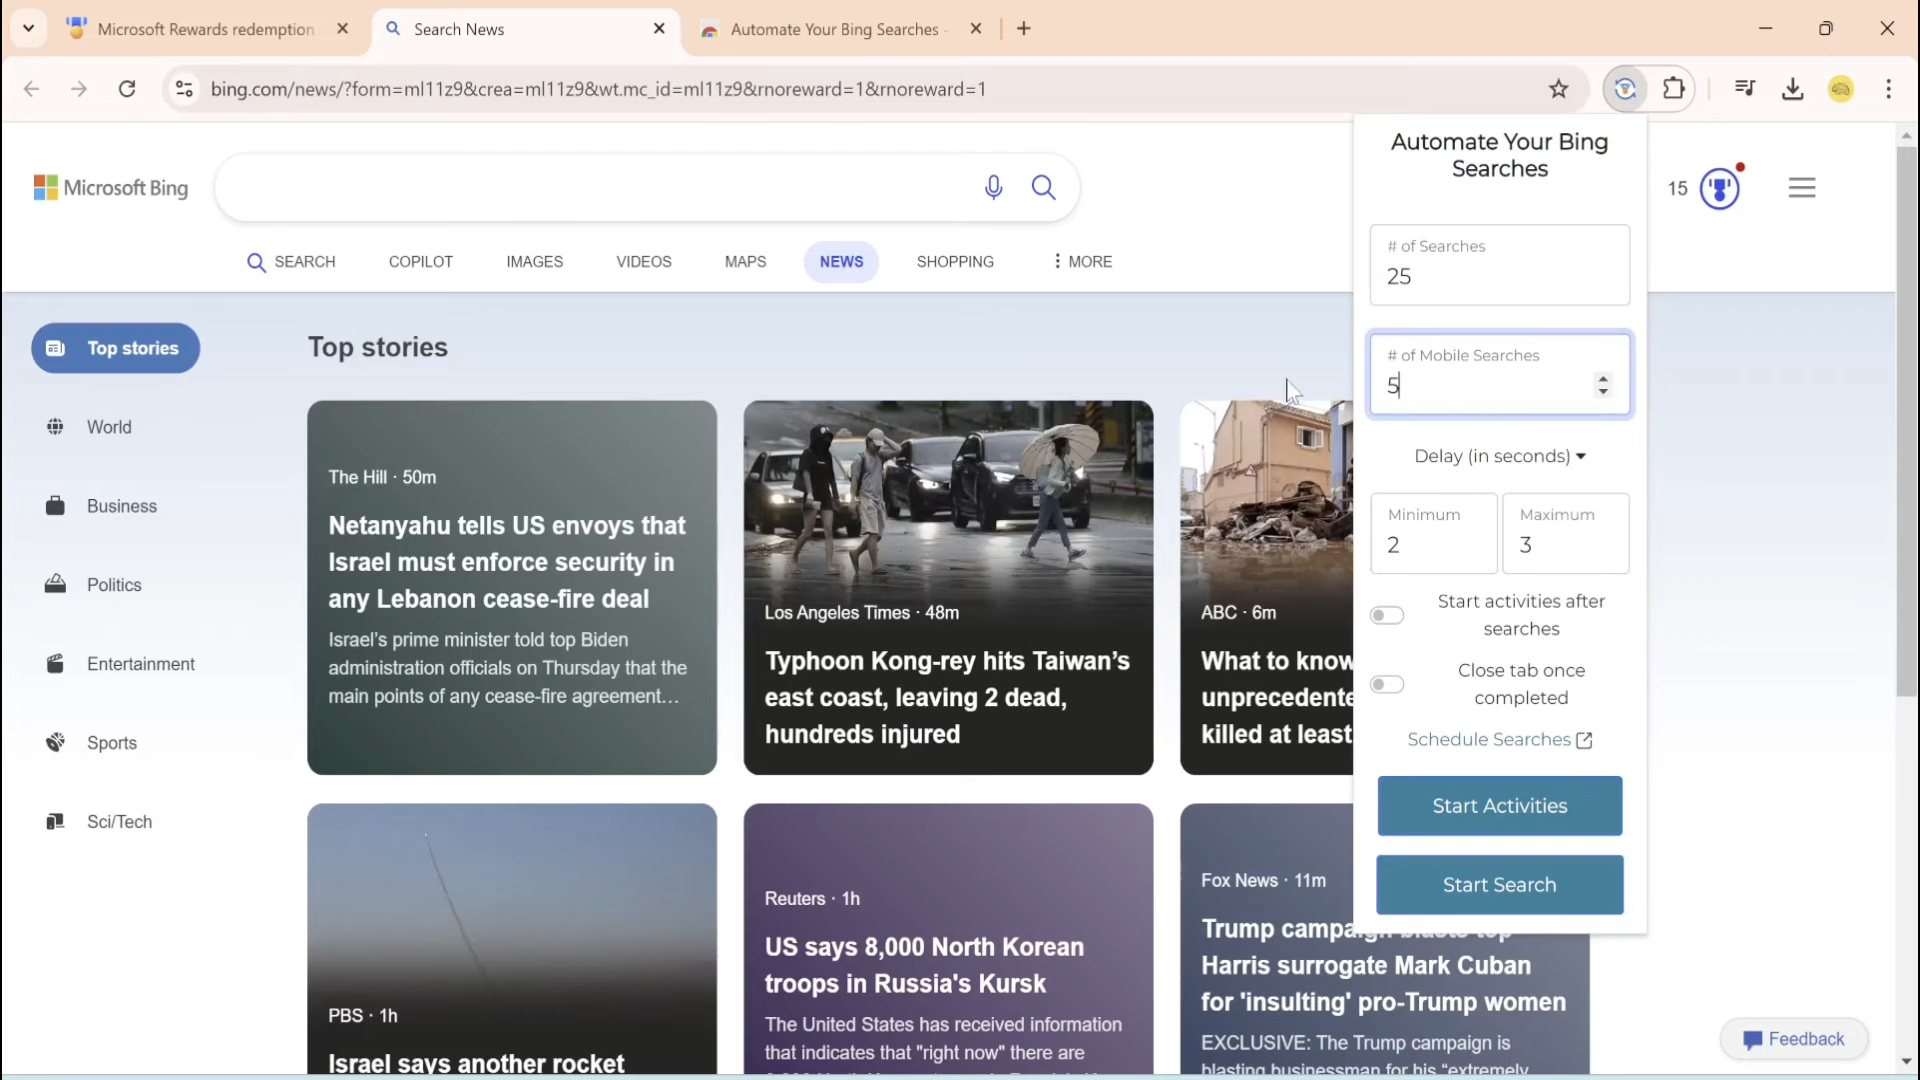 Microsoft Rewards redemption
Search News
Automate Your Bing Searches -
bing.com/news/?form=ml11z9&crea=ml11z9&wt.mc_id=ml11z9&rnoreward=1&rnoreward=1
Microsoft Bing
15
SEARCH
COPILOT
IMAGES
VIDEOS
MAPS
NEWS
SHOPPING
MORE
Top stories
World
Business
Politics
Entertainment
Sports
Sci/Tech
Top stories
The Hill · 50m
Netanyahu tells US envoys that
Israel must enforce security in
any Lebanon cease-fire deal
Israel's prime minister told top Biden
administration officials on Thursday that the
main points of any cease-fire agreement...
Los Angeles Times · 48m
Typhoon Kong-rey hits Taiwan's
east coast, leaving 2 dead,
hundreds injured
ABC · 6m
What to know
unprecedente
killed at least
PBS · 1h
Israel says another rocket
Reuters · 1h
US says 8,000 North Korean
troops in Russia's Kursk
The United States has received information
that indicates that "right now" there are
Fox News · 11m
Trump campaign blasts top
Harris surrogate Mark Cuban
for 'insulting' pro-Trump women
EXCLUSIVE: The Trump campaign is
blasting businessman for his "extremely
Automate Your Bing
Searches
# of Searches
25
# of Mobile Searches
5
Delay (in seconds)
Minimum
2
Maximum
3
Start activities after
searches
Close tab once
completed
Schedule Searches
Start Activities
Start Search
Feedback